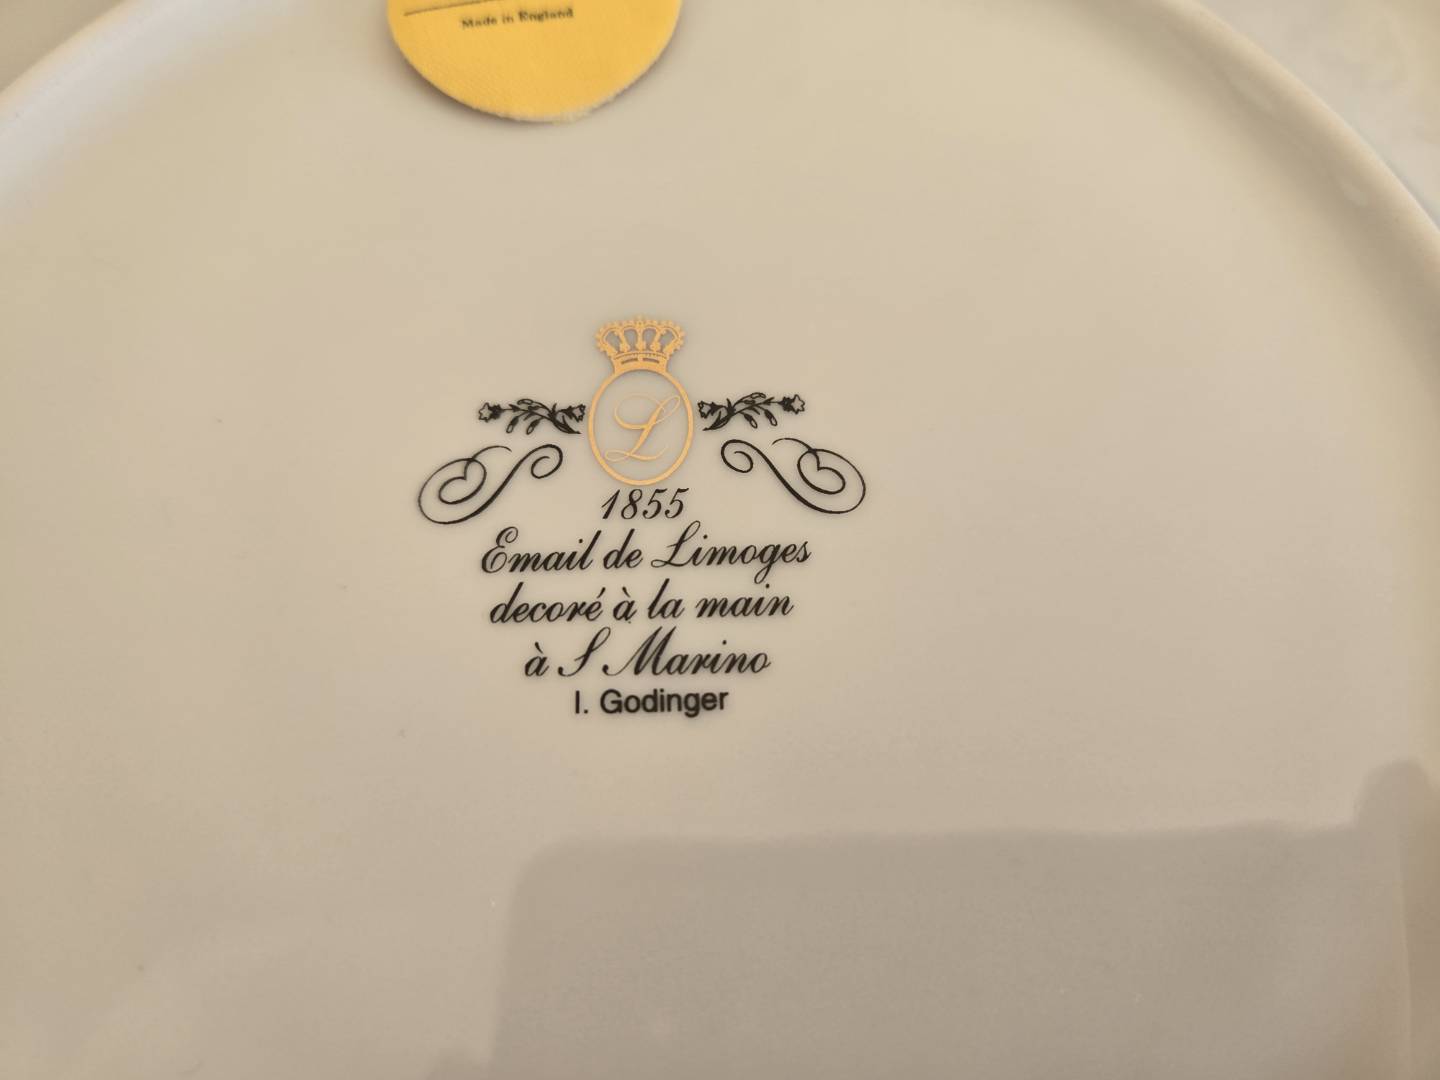 Made in England
L
1855
Email de Limoges
decoré à la main
à S Marino
I. Godinger